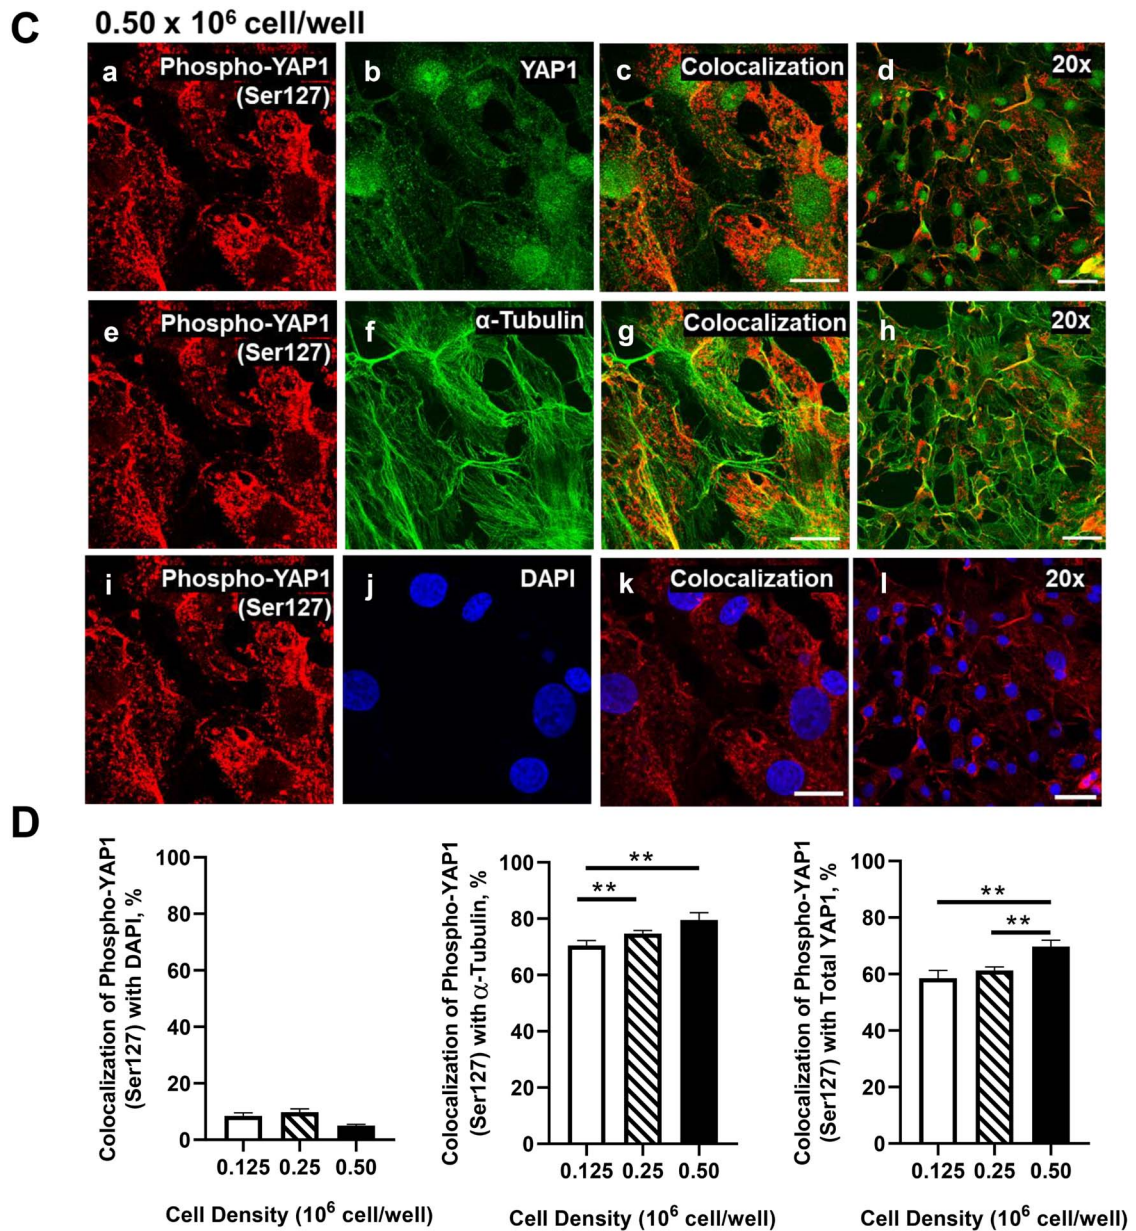 C
0.50 x 10⁶ cell/well
a
Phospho-YAP1
(Ser127)
b
YAP1
c
Colocalization
d
20x
e
Phospho-YAP1
(Ser127)
f
α-Tubulin
g
Colocalization
h
20x
i
Phospho-YAP1
(Ser127)
j
DAPI
k
Colocalization
l
20x
D
Colocalization of Phospho-YAP1
(Ser127) with DAPI, %
100
80
60
40
20
0
0.125 0.25 0.50
Cell Density (10⁶ cell/well)
Colocalization of Phospho-YAP1
(Ser127) with α-Tubulin, %
100
80
60
40
20
0
**
**
0.125 0.25 0.50
Cell Density (10⁶ cell/well)
Colocalization of Phospho-YAP1
(Ser127) with Total YAP1, %
100
80
60
40
20
0
**
**
0.125 0.25 0.50
Cell Density (10⁶ cell/well)